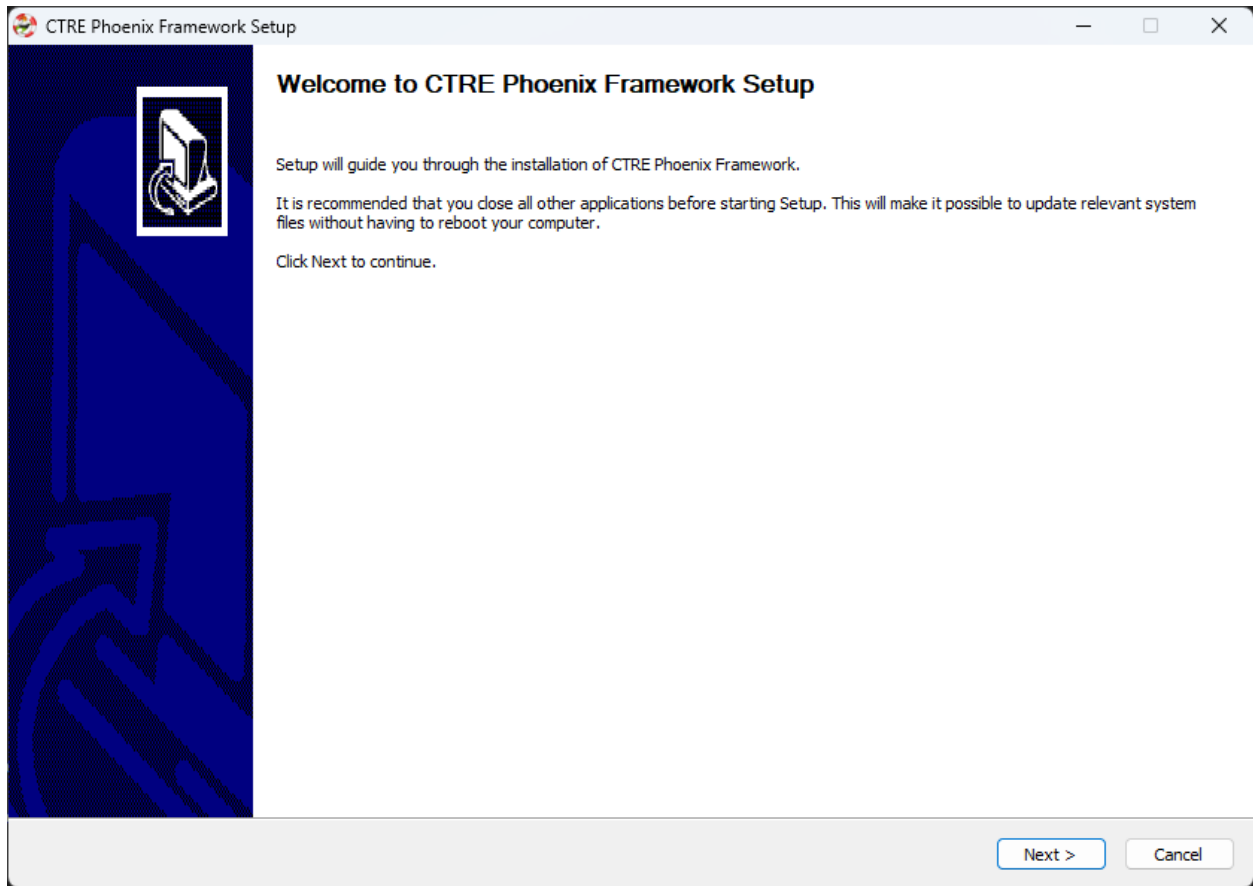 CTRE Phoenix Framework Setup
Welcome to CTRE Phoenix Framework Setup
Setup will guide you through the installation of CTRE Phoenix Framework.
It is recommended that you close all other applications before starting Setup. This will make it possible to update relevant system
files without having to reboot your computer.
Click Next to continue.
Next >
Cancel